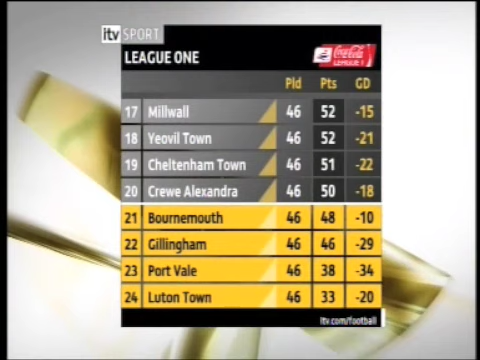 itv SPORT
LEAGUE ONE
Coca-Cola
LEAGUE 1
Pld Pts GD
17 Millwall 46 52 -15
18 Yeovil Town 46 52 -21
19 Cheltenham Town 46 51 -22
20 Crewe Alexandra 46 50 -18
21 Bournemouth 46 48 -10
22 Gillingham 46 46 -29
23 Port Vale 46 38 -34
24 Luton Town 46 33 -20
itv.com/football